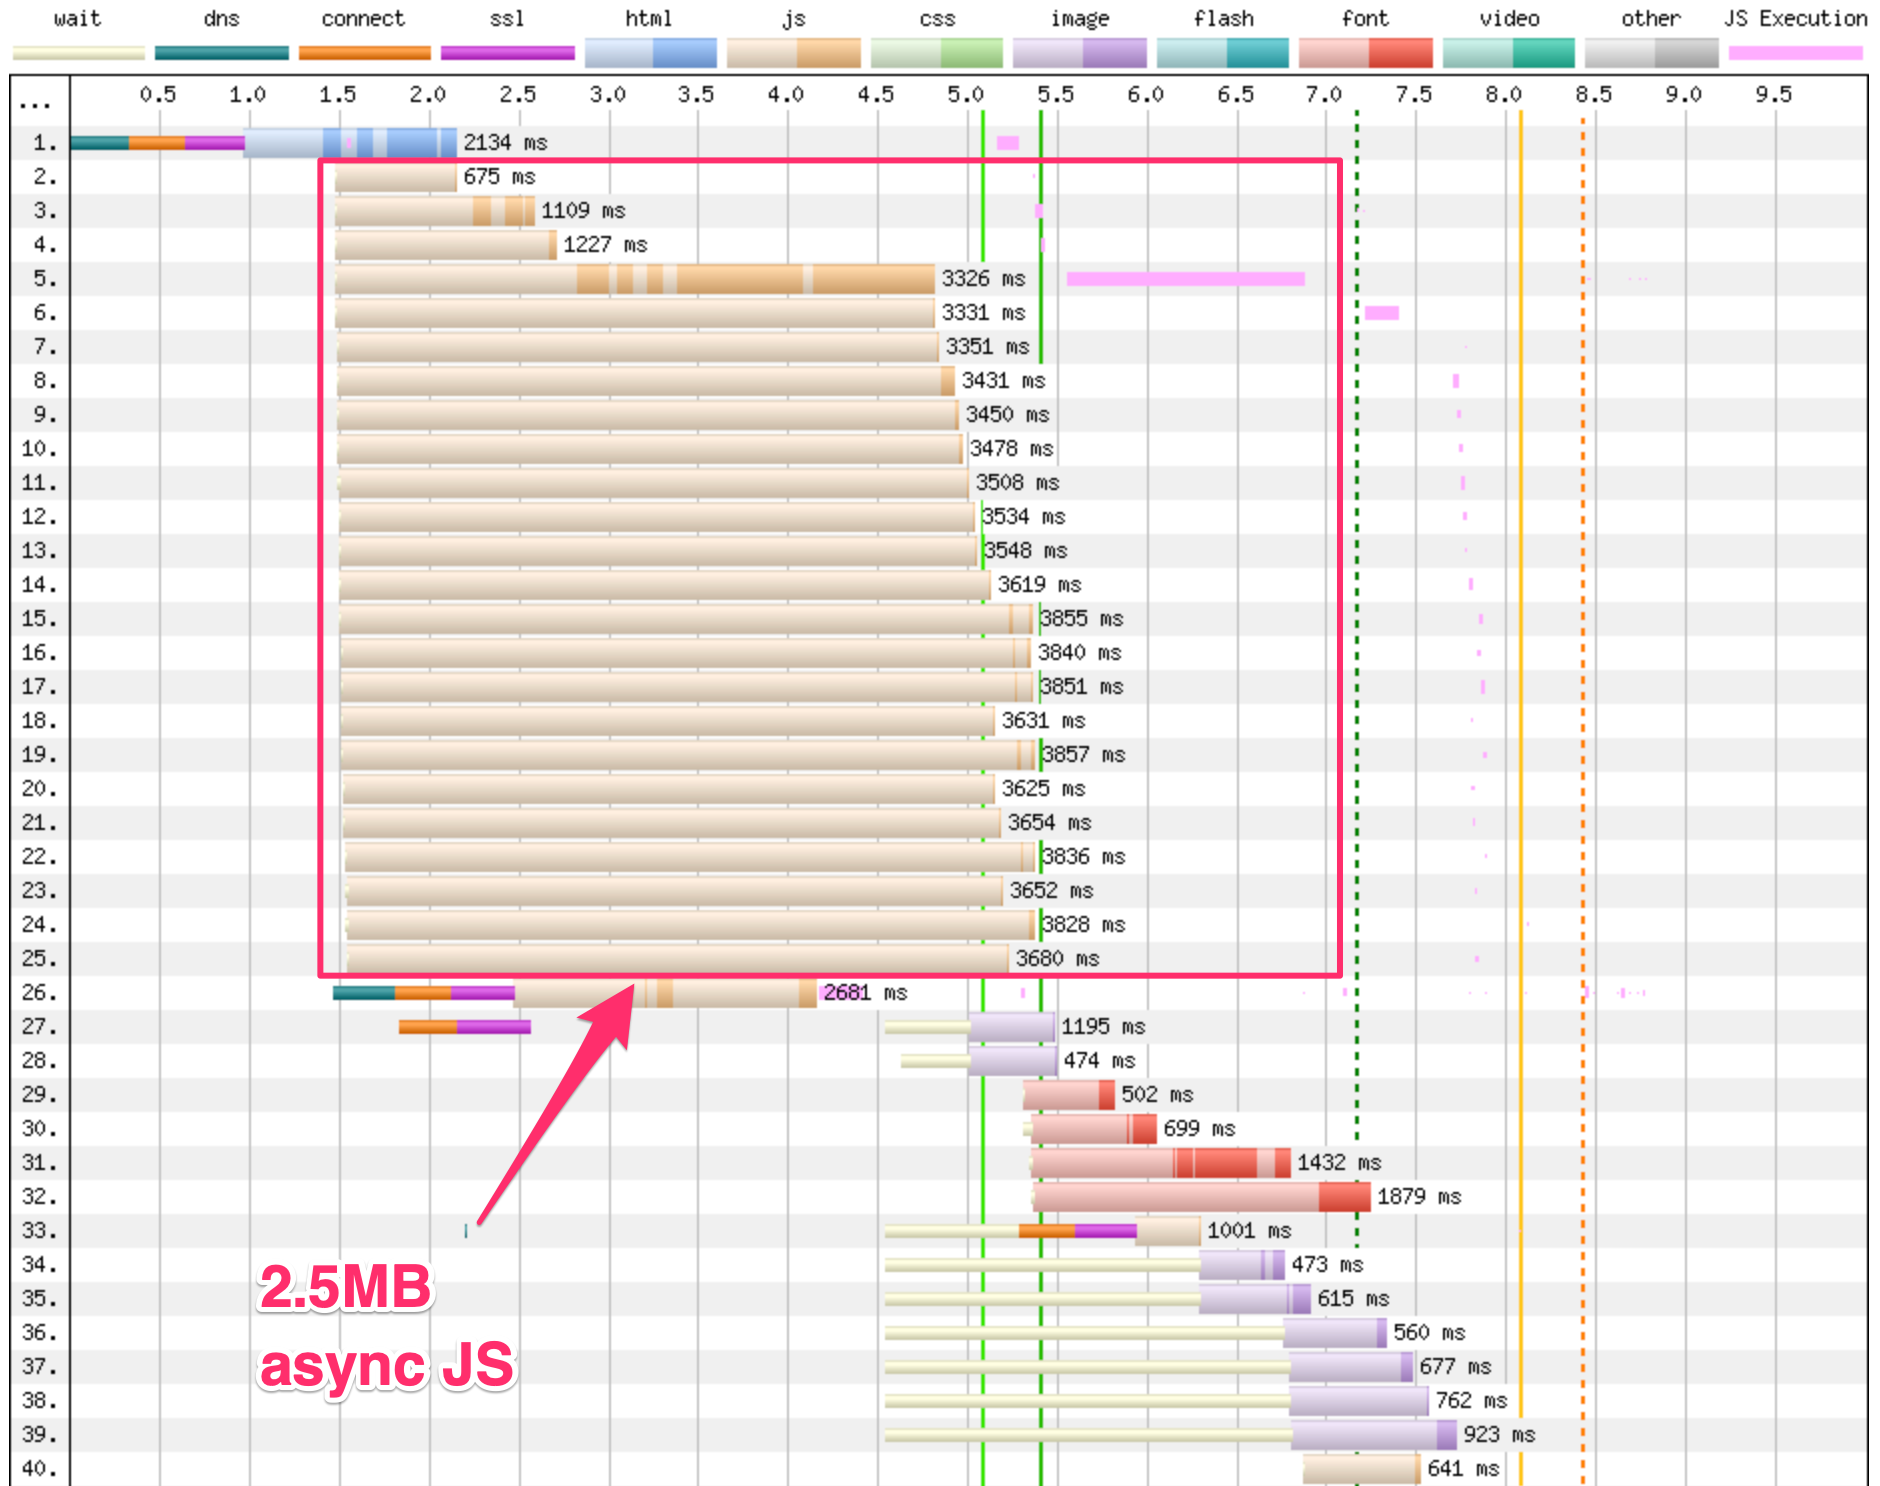 wait dns connect ssl html js css image flash font video other JS Execution
... 0.5 1.0 1.5 2.0 2.5 3.0 3.5 4.0 4.5 5.0 5.5 6.0 6.5 7.0 7.5 8.0 8.5 9.0 9.5
1. 2134 ms
2. 675 ms
3. 1109 ms
4. 1227 ms
5. 3326 ms
6. 3331 ms
7. 3351 ms
8. 3431 ms
9. 3450 ms
10. 3478 ms
11. 3508 ms
12. 3534 ms
13. 3548 ms
14. 3619 ms
15. 3855 ms
16. 3840 ms
17. 3851 ms
18. 3631 ms
19. 3857 ms
20. 3625 ms
21. 3654 ms
22. 3836 ms
23. 3652 ms
24. 3828 ms
25. 3680 ms
26. 2681 ms
27. 1195 ms
28. 474 ms
29. 502 ms
30. 699 ms
31. 1432 ms
32. 1879 ms
33. 1001 ms
34. 473 ms
35. 615 ms
36. 560 ms
37. 677 ms
38. 762 ms
39. 923 ms
40. 641 ms
2.5MB
async JS